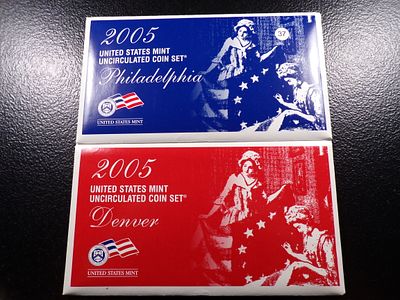 2005
UNITED STATES MINT
UNCIRCULATED COIN SET®
Philadelphia
37
UNITED STATES MINT
2005
UNITED STATES MINT
UNCIRCULATED COIN SET®
Denver
UNITED STATES MINT